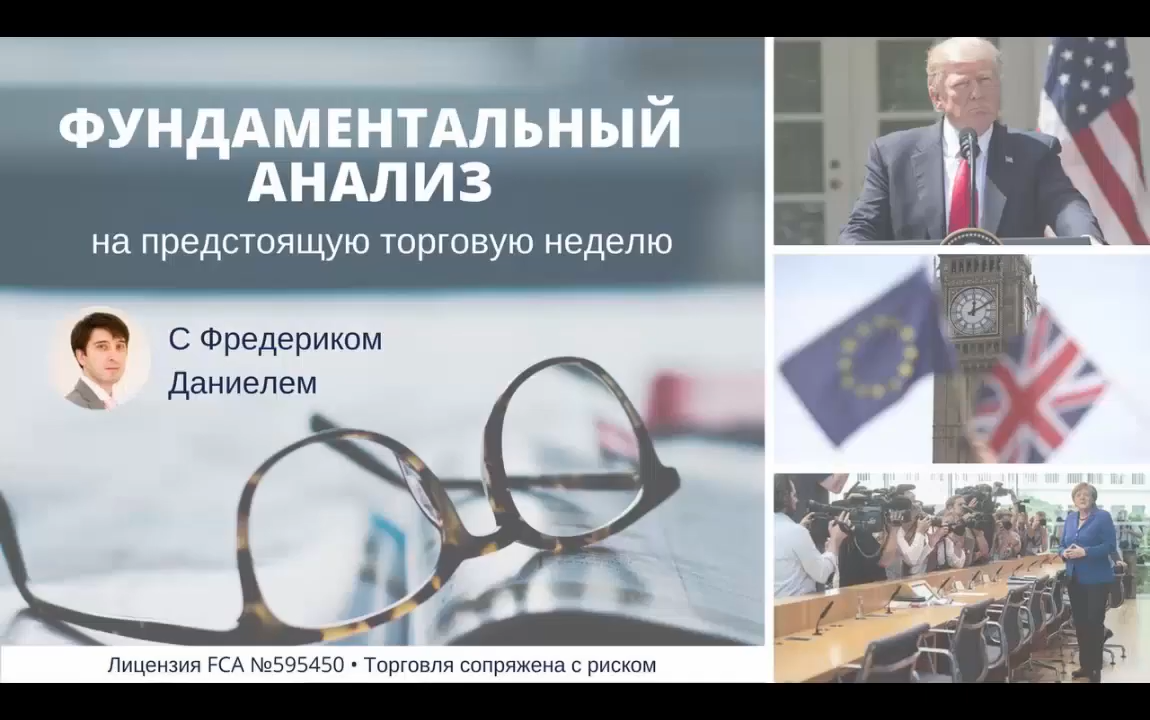 ФУНДАМЕНТАЛЬНЫЙ
АНАЛИЗ
на предстоящую торговую неделю
С Фредериком
Даниелем
Лицензия FCA №595450 • Торговля сопряжена с риском